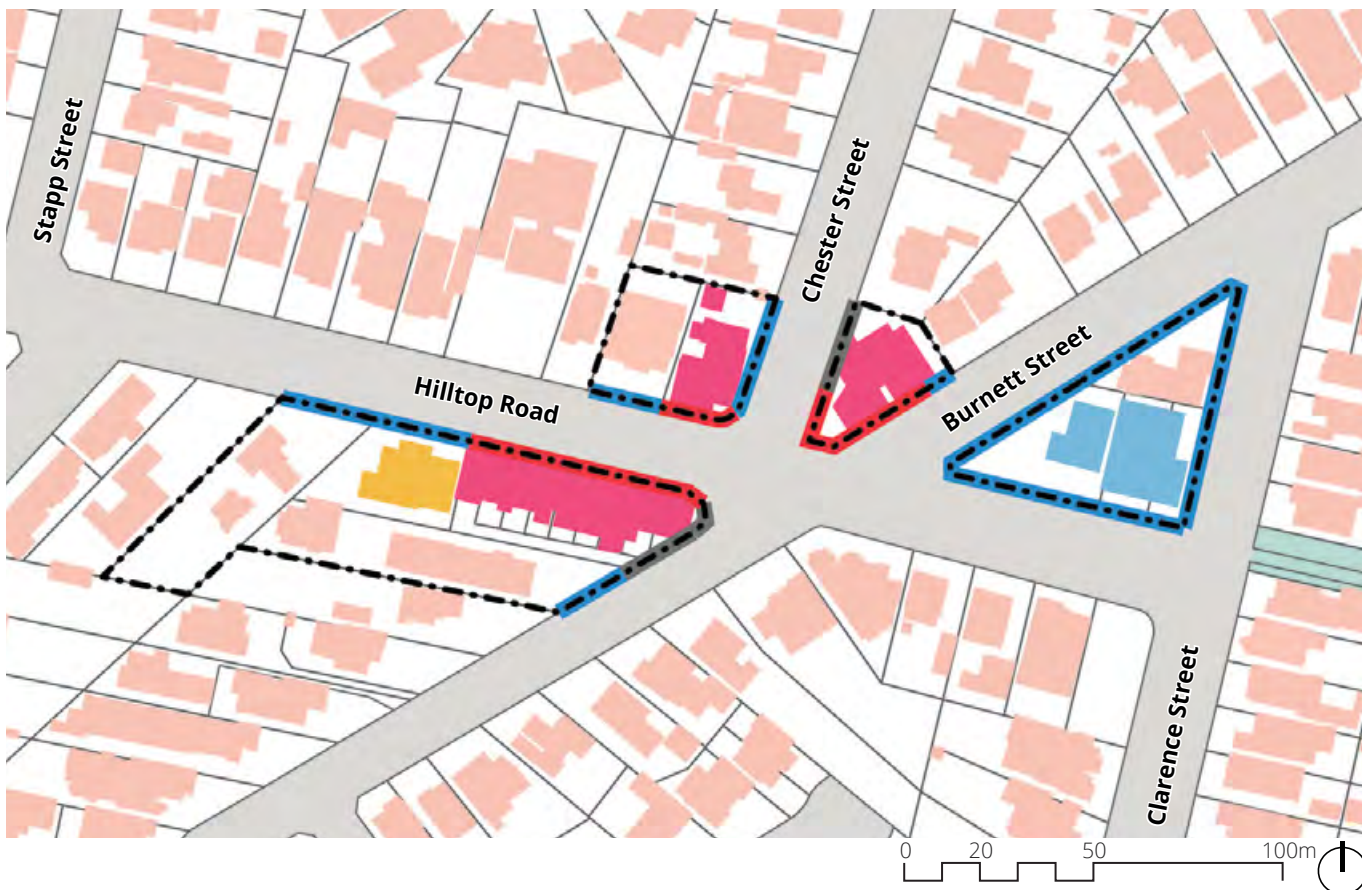 Stapp Street
Chester Street
Hilltop Road
Burnett Street
Clarence Street
0 20 50 100m